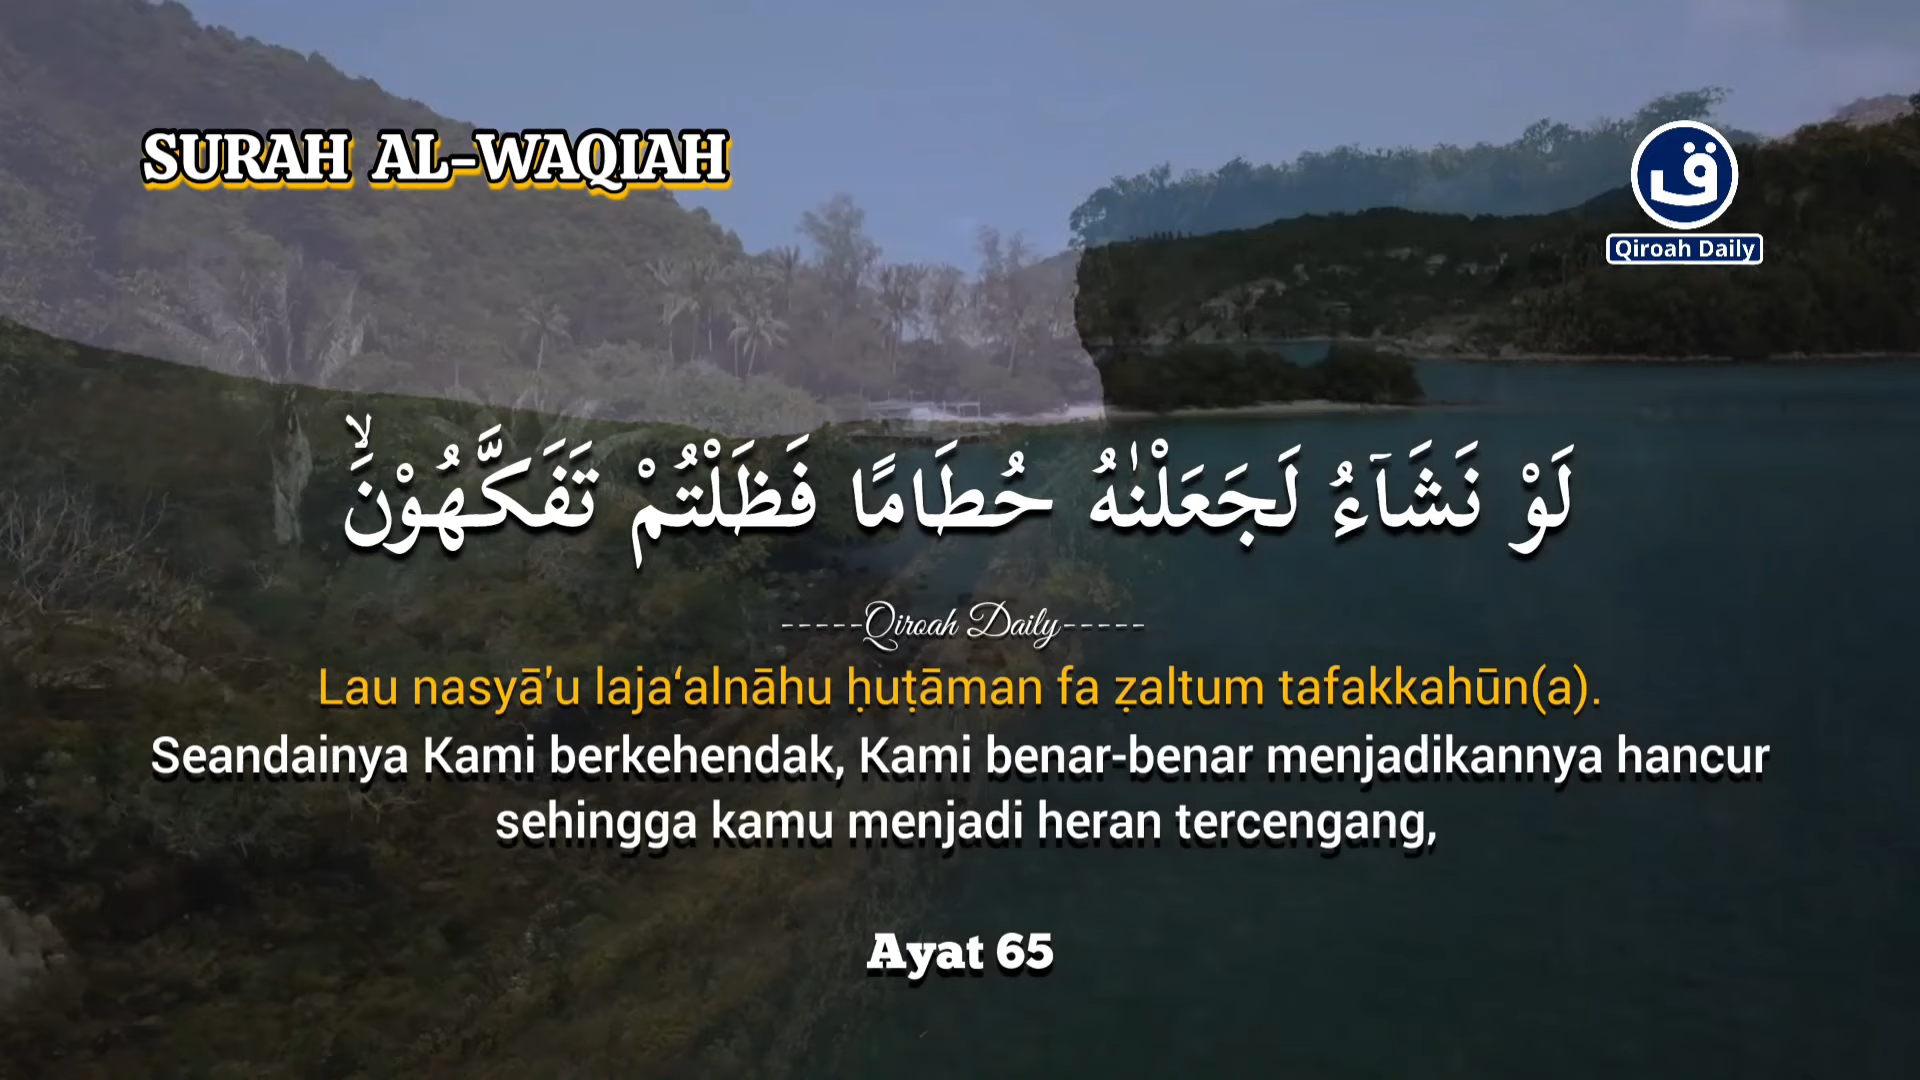 SURAH AL-WAQIAH
ق
Qiroah Daily
لَوْ نَشَاۤءُ لَجَعَلْنٰهُ حُطَامًا فَظَلْتُمْ تَفَكَّهُوْنَۙ
-----Qiroah Daily-----
Lau nasyā'u laja‘alnāhu ḥuṭāman fa ẓaltum tafakkahūn(a).
Seandainya Kami berkehendak, Kami benar-benar menjadikannya hancur
sehingga kamu menjadi heran tercengang,
Ayat 65